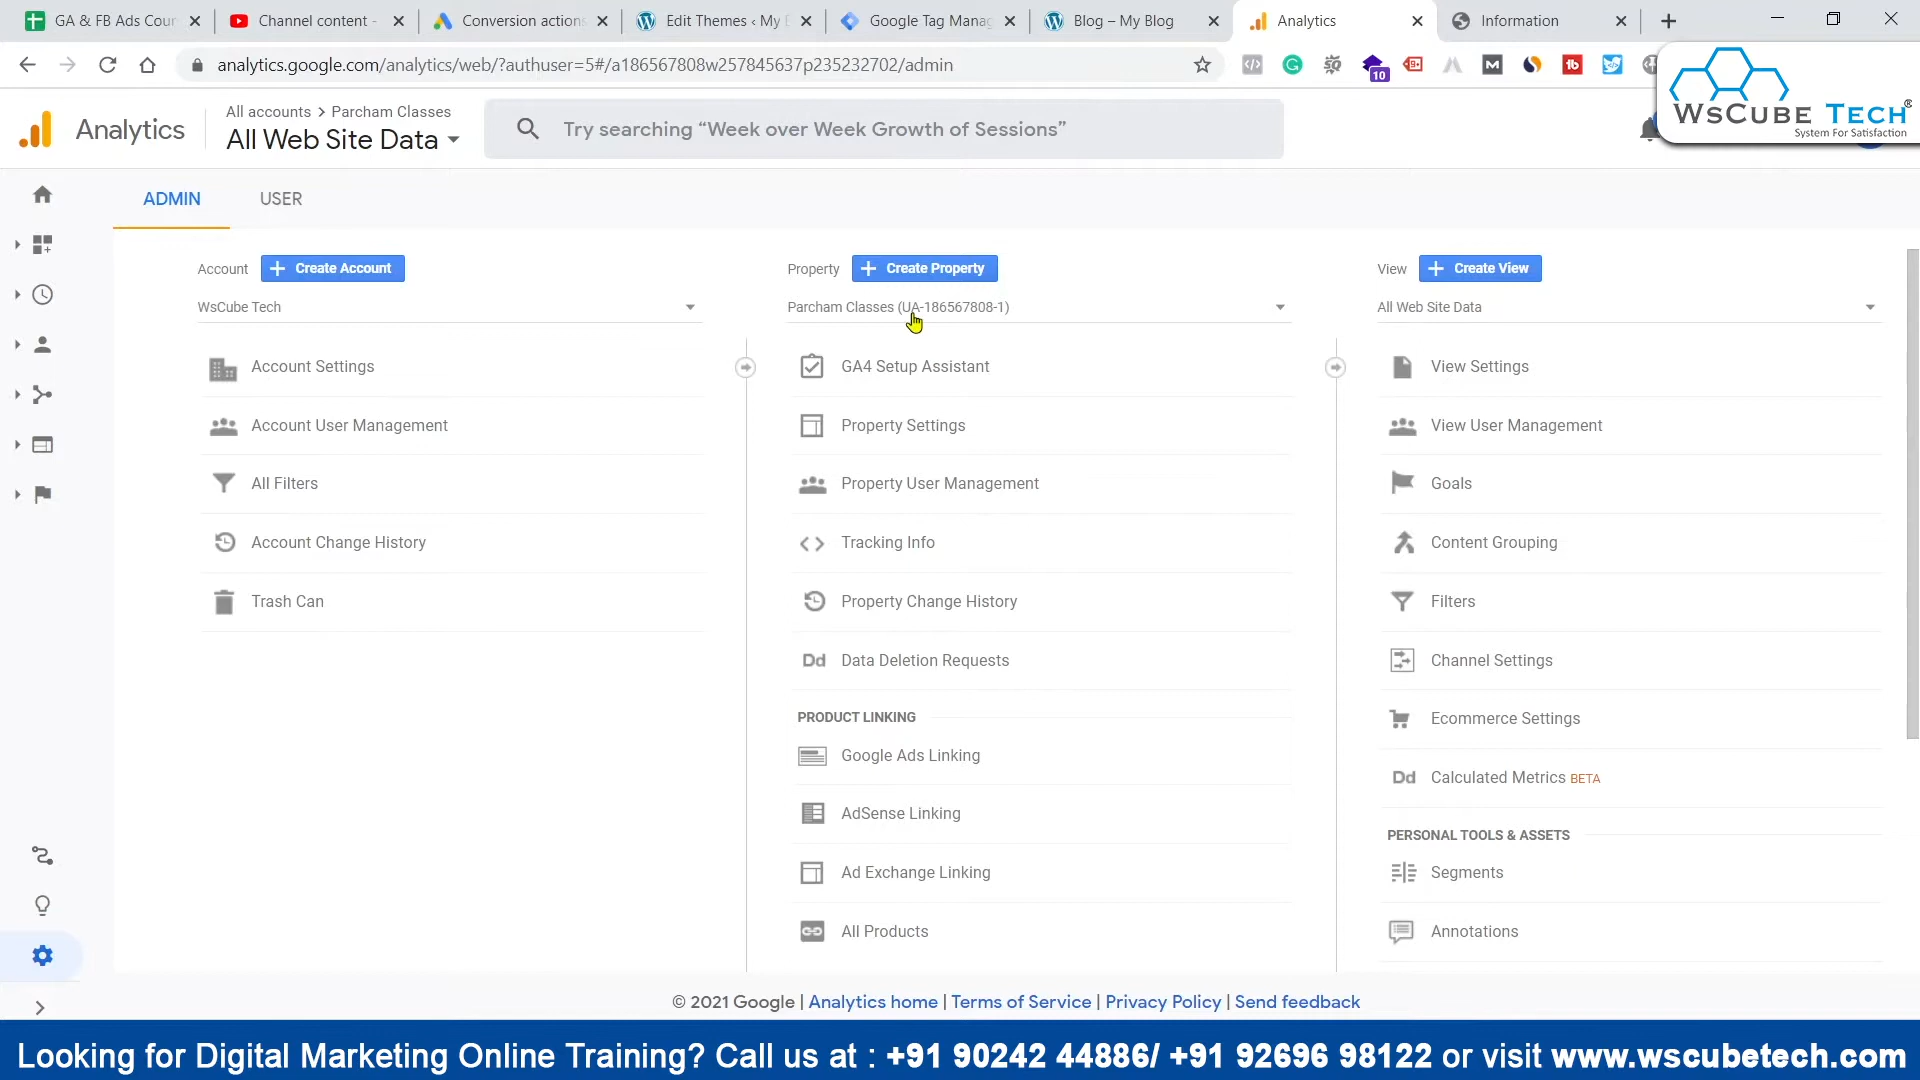 GA & FB Ads Coun
Channel content -
Conversion actions
Edit Themes ‹ My B
Google Tag Manag
Blog – My Blog
Analytics
Information
analytics.google.com/analytics/web/?authuser=5#/a186567808w257845637p235232702/admin
10
WsCube Tech®
System For Satisfaction
Analytics
All accounts > Parcham Classes
All Web Site Data
Try searching “Week over Week Growth of Sessions”
ADMIN
USER
Account
Create Account
WsCube Tech
Account Settings
Account User Management
All Filters
Account Change History
Trash Can
Property
Create Property
Parcham Classes (UA-186567808-1)
GA4 Setup Assistant
Property Settings
Property User Management
Tracking Info
Property Change History
Dd Data Deletion Requests
PRODUCT LINKING
Google Ads Linking
AdSense Linking
Ad Exchange Linking
All Products
View
Create View
All Web Site Data
View Settings
View User Management
Goals
Content Grouping
Filters
Channel Settings
Ecommerce Settings
Dd Calculated Metrics BETA
PERSONAL TOOLS & ASSETS
Segments
Annotations
© 2021 Google | Analytics home | Terms of Service | Privacy Policy | Send feedback
Looking for Digital Marketing Online Training? Call us at : +91 90242 44886/ +91 92696 98122 or visit www.wscubetech.com